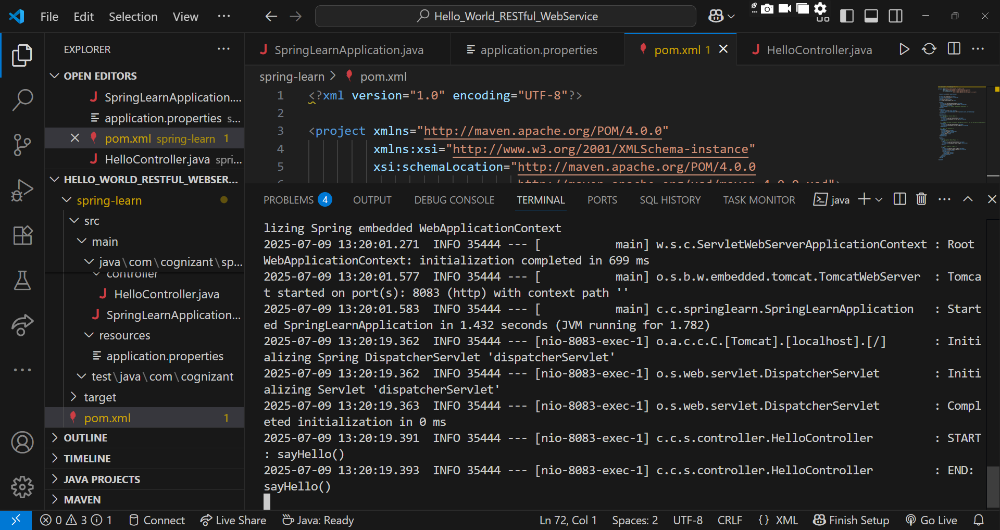 File Edit Selection View ···
Hello_World_RESTful_WebService
EXPLORER ···
OPEN EDITORS
SpringLearnApplication....
application.properties s...
pom.xml spring-learn 1
HelloController.java spri...
HELLO_WORLD_RESTFUL_WEBSER...
spring-learn
src
main
java\com\cognizant\sp...
controller
HelloController.java
SpringLearnApplication...
resources
application.properties
test\java\com\cognizant
target
pom.xml 1
OUTLINE
TIMELINE
JAVA PROJECTS
MAVEN
SpringLearnApplication.java application.properties pom.xml 1 HelloController.java
spring-learn > pom.xml
1 <?xml version="1.0" encoding="UTF-8"?>
2
3 <project xmlns="http://maven.apache.org/POM/4.0.0"
4 xmlns:xsi="http://www.w3.org/2001/XMLSchema-instance"
5 xsi:schemaLocation="http://maven.apache.org/POM/4.0.0
6 http://maven.apache.org/xsd/maven-4.0.0.xsd">
PROBLEMS 4 OUTPUT DEBUG CONSOLE TERMINAL PORTS SQL HISTORY TASK MONITOR java
lizing Spring embedded WebApplicationContext
2025-07-09 13:20:01.271  INFO 35444 --- [           main] w.s.c.ServletWebServerApplicationContext : Root
WebApplicationContext: initialization completed in 699 ms
2025-07-09 13:20:01.577  INFO 35444 --- [           main] o.s.b.w.embedded.tomcat.TomcatWebServer  : Tomca
t started on port(s): 8083 (http) with context path ''
2025-07-09 13:20:01.583  INFO 35444 --- [           main] c.c.springlearn.SpringLearnApplication   : Start
ed SpringLearnApplication in 1.432 seconds (JVM running for 1.782)
2025-07-09 13:20:19.362  INFO 35444 --- [nio-8083-exec-1] o.a.c.c.C.[Tomcat].[localhost].[/]       : Initi
alizing Spring DispatcherServlet 'dispatcherServlet'
2025-07-09 13:20:19.362  INFO 35444 --- [nio-8083-exec-1] o.s.web.servlet.DispatcherServlet        : Initi
alizing Servlet 'dispatcherServlet'
2025-07-09 13:20:19.363  INFO 35444 --- [nio-8083-exec-1] o.s.web.servlet.DispatcherServlet        : Compl
eted initialization in 0 ms
2025-07-09 13:20:19.391  INFO 35444 --- [nio-8083-exec-1] c.c.s.controller.HelloController         : START
: sayHello()
2025-07-09 13:20:19.393  INFO 35444 --- [nio-8083-exec-1] c.c.s.controller.HelloController         : END:
sayHello()
0 3 1 Connect Live Share Java: Ready Ln 72, Col 1 Spaces: 2 UTF-8 CRLF {} XML Finish Setup Go Live